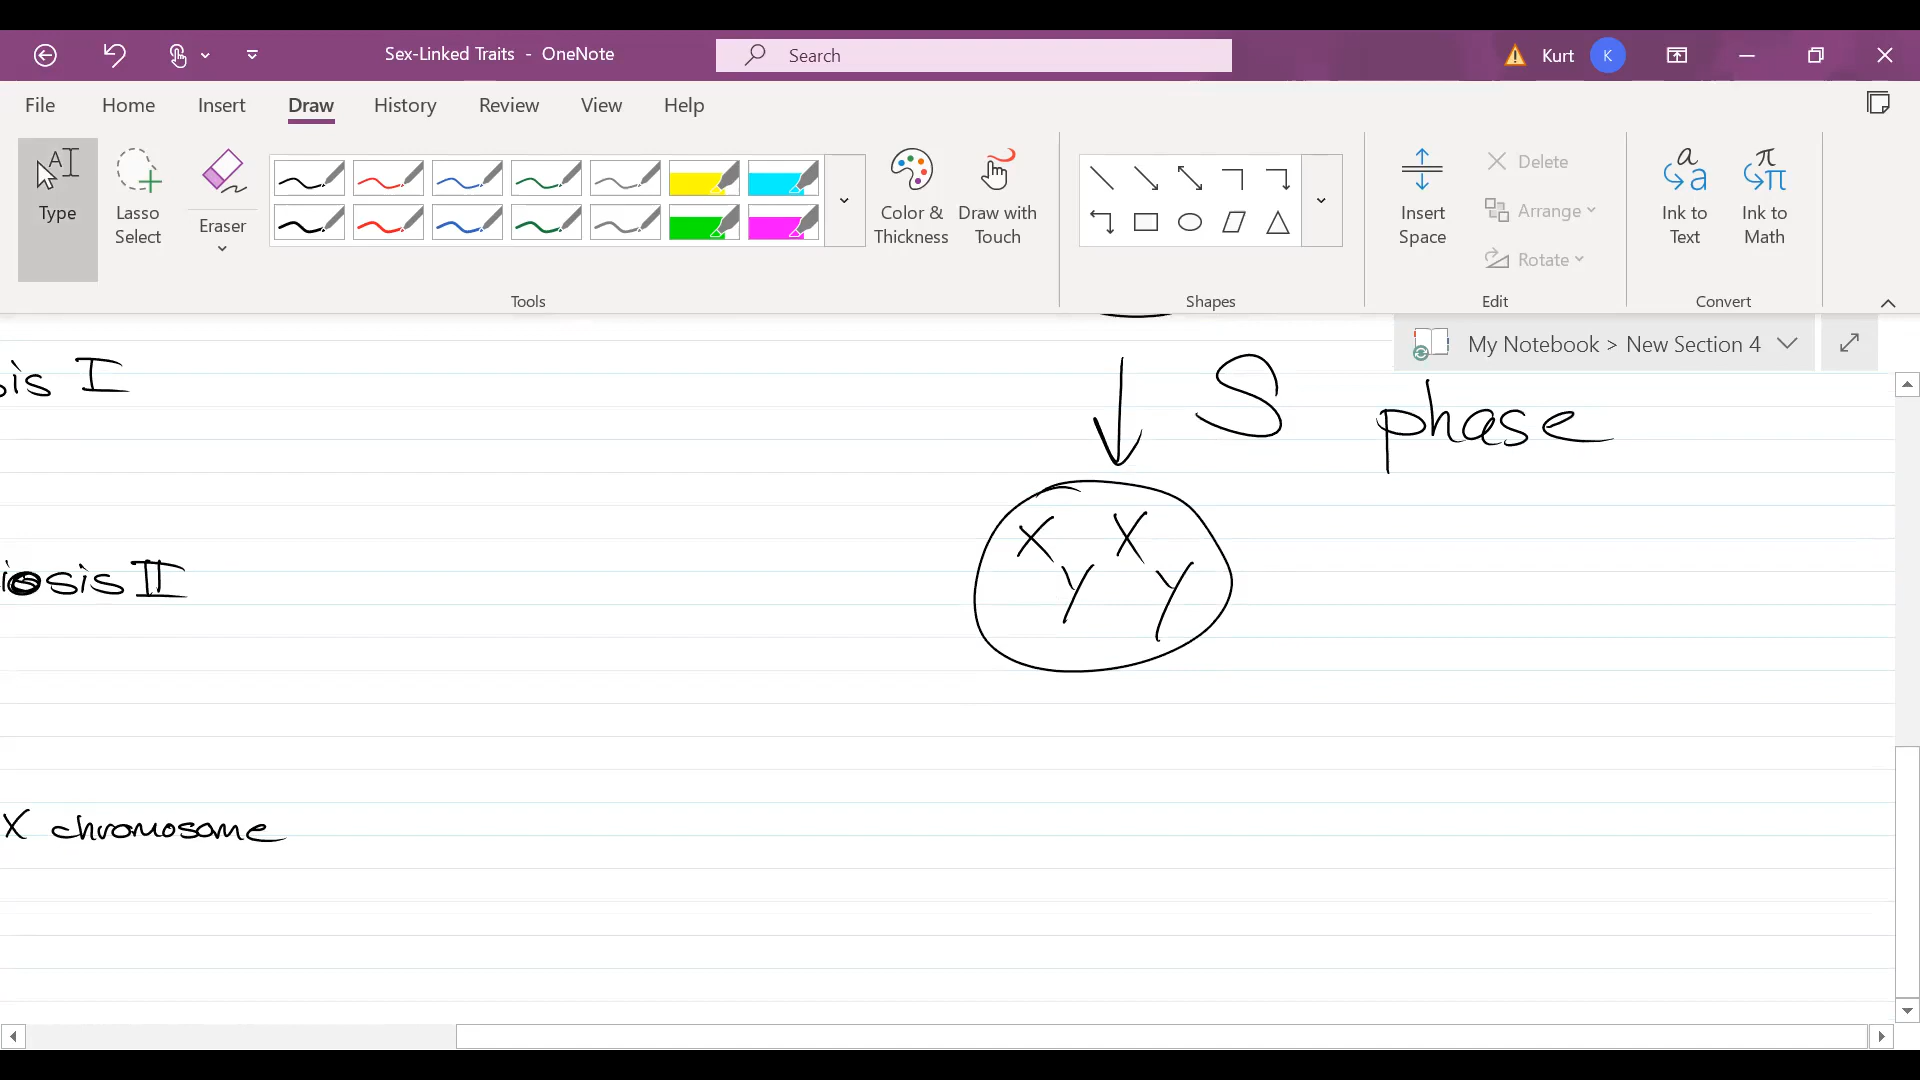 Sex-Linked Traits - OneNote
Search
Kurt
K
File Home Insert Draw History Review View Help
Type
Lasso Select
Eraser
Color & Thickness
Draw with Touch
Insert Space
Delete
Arrange
Rotate
Ink to Text
Ink to Math
Tools
Shapes
Edit
Convert
My Notebook > New Section 4
sis I
S phase
X X
Y Y
iosis II
X chromosome